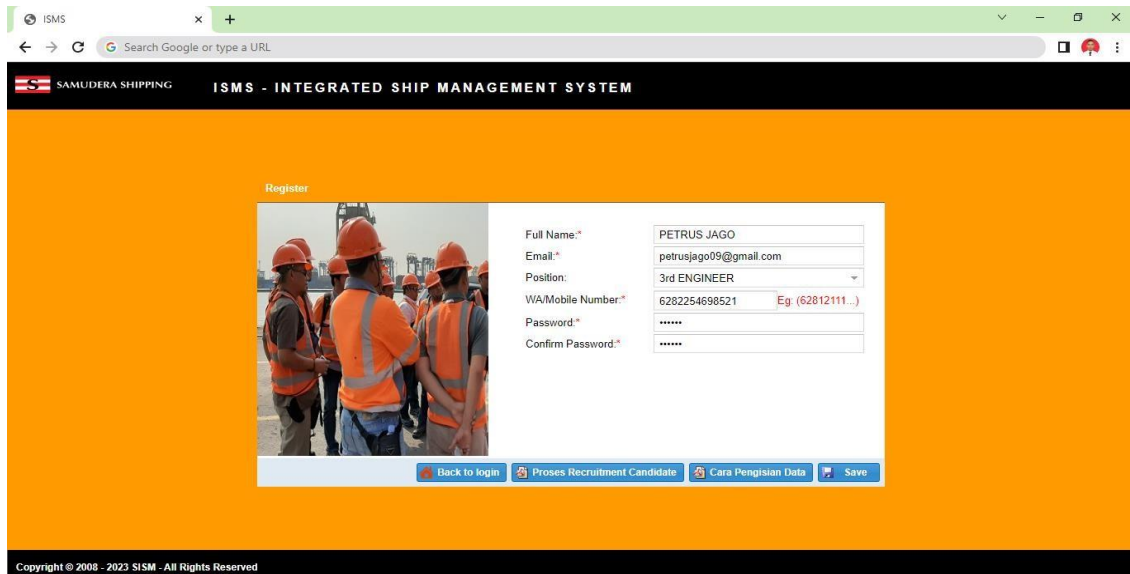 ISMS
Search Google or type a URL
S SAMUDERA SHIPPING ISMS - INTEGRATED SHIP MANAGEMENT SYSTEM
Register
Full Name:* PETRUS JAGO
Email:* petrusjago09@gmail.com
Position: 3rd ENGINEER
WA/Mobile Number:* 6282254698521 Eg: (62812111...)
Password:* ••••••
Confirm Password:* ••••••
Back to login Proses Recruitment Candidate Cara Pengisian Data Save
Copyright © 2008 - 2023 SISM - All Rights Reserved